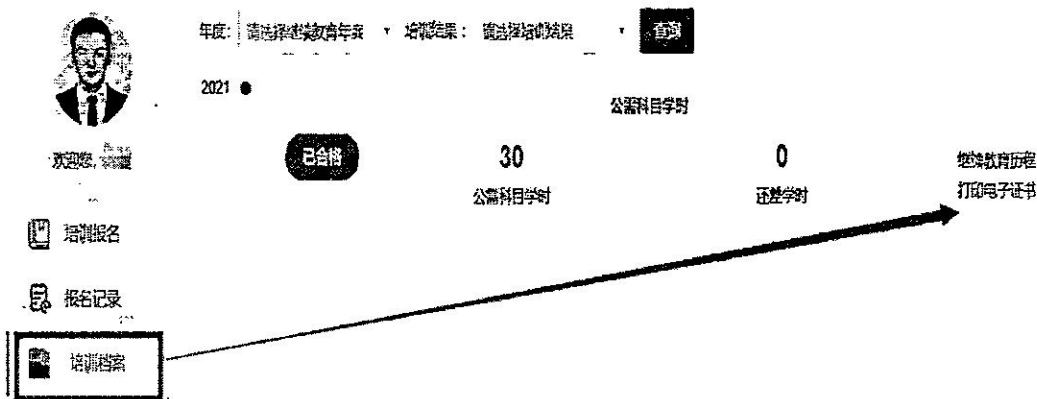 年度: 请选择继续教育年度 培训结果: 请选择培训结果 查询
2021
公需科目学时
已合格 30 0 继续教育历程
公需科目学时 还差学时 打印电子证书
欢迎您,
培训报名
报名记录
培训档案